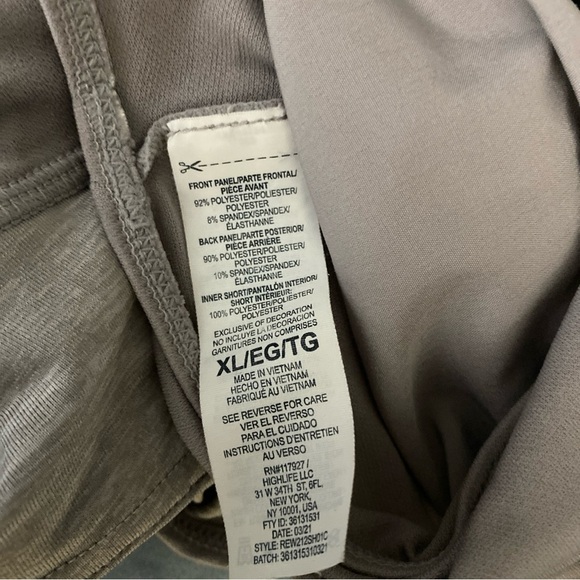 FRONT PANEL/PARTE FRONTAL/
PIÈCE AVANT
92% POLYESTER/POLIESTER/
POLYESTER
8% SPANDEX/SPANDEX/
ÉLASTHANNE
BACK PANEL/PARTE POSTERIOR/
PIÈCE ARRIÈRE
90% POLYESTER/POLIESTER/
POLYESTER
10% SPANDEX/SPANDEX/
ÉLASTHANNE
INNER SHORT/PANTALÓN INTERIOR/
SHORT INTÉRIEUR:
100% POLYESTER/POLIESTER/
POLYESTER
EXCLUSIVE OF DECORATION
NO INCLUYE LA DECORACION
GARNITURES NON COMPRISES
XL/EG/TG
MADE IN VIETNAM
HECHO EN VIETNAM
FABRIQUÉ AU VIETNAM
SEE REVERSE FOR CARE
VER EL REVERSO
PARA EL CUIDADO
INSTRUCTIONS D'ENTRETIEN
AU VERSO
RN#117927 /
HIGHLIFE LLC
31 W 34TH ST, 6FL.
NEW YORK,
NY 10001, USA
FTY ID: 36131531
DATE: 03/21
STYLE: REW212SH01C
BATCH: 361315310321